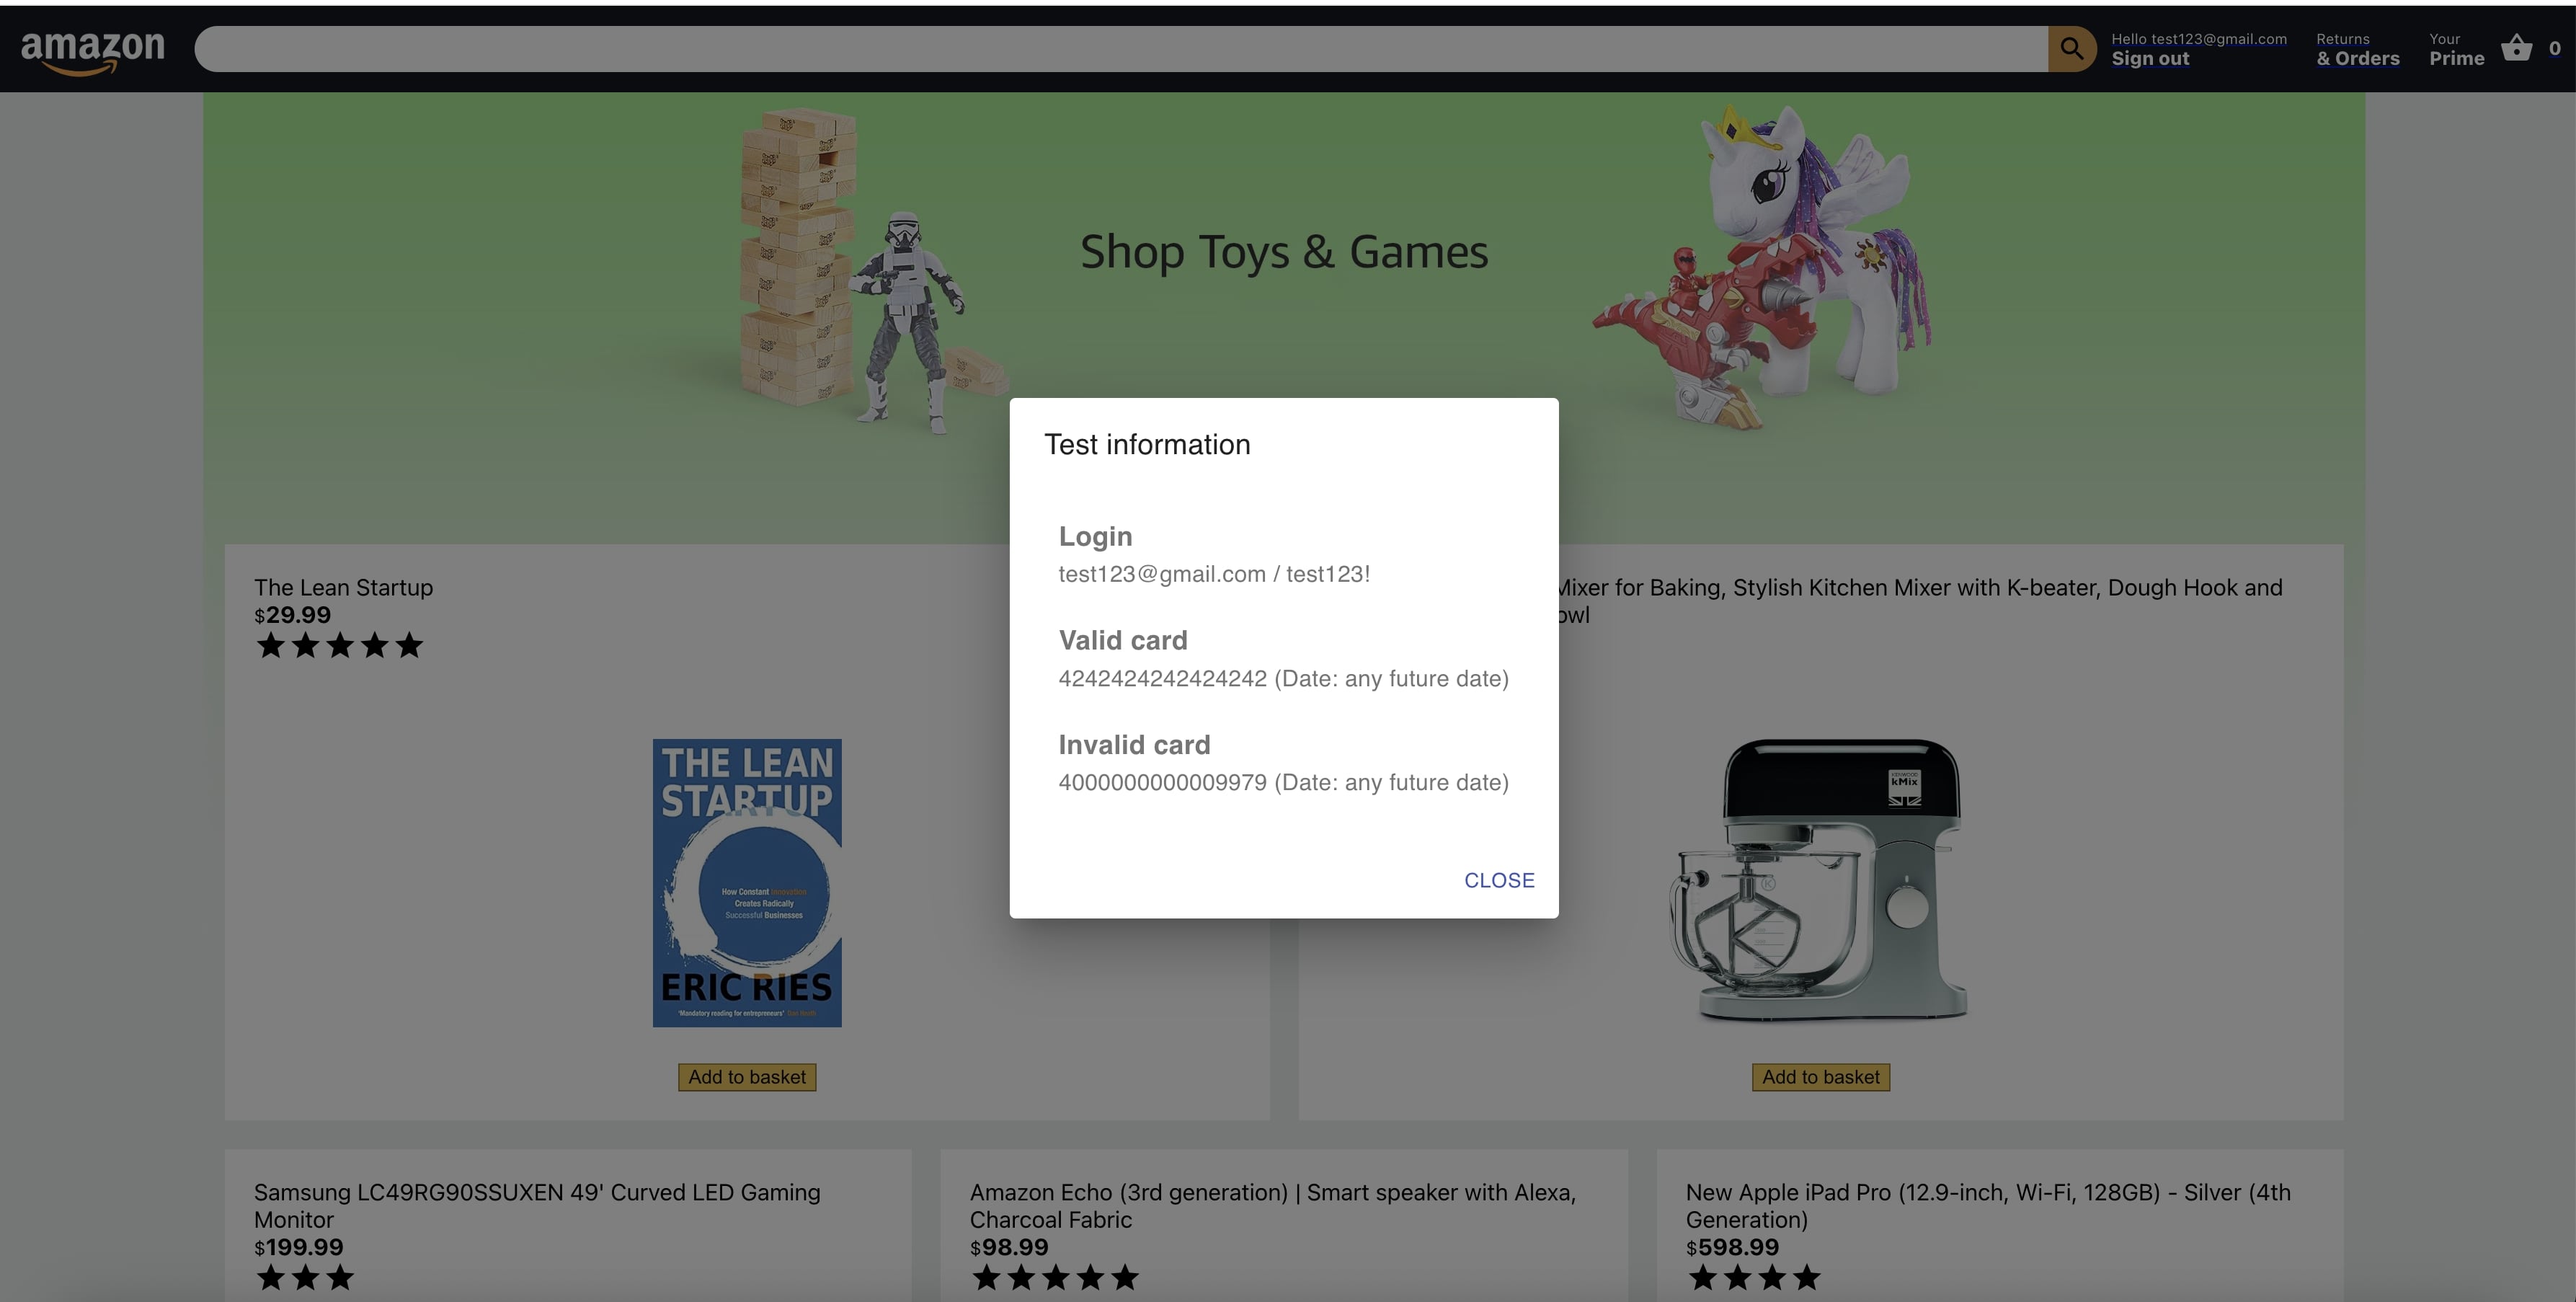 amazon
Hello test123@gmail.com
Sign out
Returns
& Orders
Your
Prime
0
Shop Toys & Games
Test information
Login
test123@gmail.com / test123!
Valid card
4242424242424242 (Date: any future date)
Invalid card
4000000000009979 (Date: any future date)
CLOSE
The Lean Startup
$29.99
THE LEAN
STARTUP
How Constant Innovation
Creates Radically
Successful Businesses
ERIC RIES
'Mandatory reading for entrepreneurs'
Add to basket
Mixer for Baking, Stylish Kitchen Mixer with K-beater, Dough Hook and
owl
kMix
K
Add to basket
Samsung LC49RG90SSUXEN 49' Curved LED Gaming
Monitor
$199.99
Amazon Echo (3rd generation) | Smart speaker with Alexa,
Charcoal Fabric
$98.99
New Apple iPad Pro (12.9-inch, Wi-Fi, 128GB) - Silver (4th
Generation)
$598.99